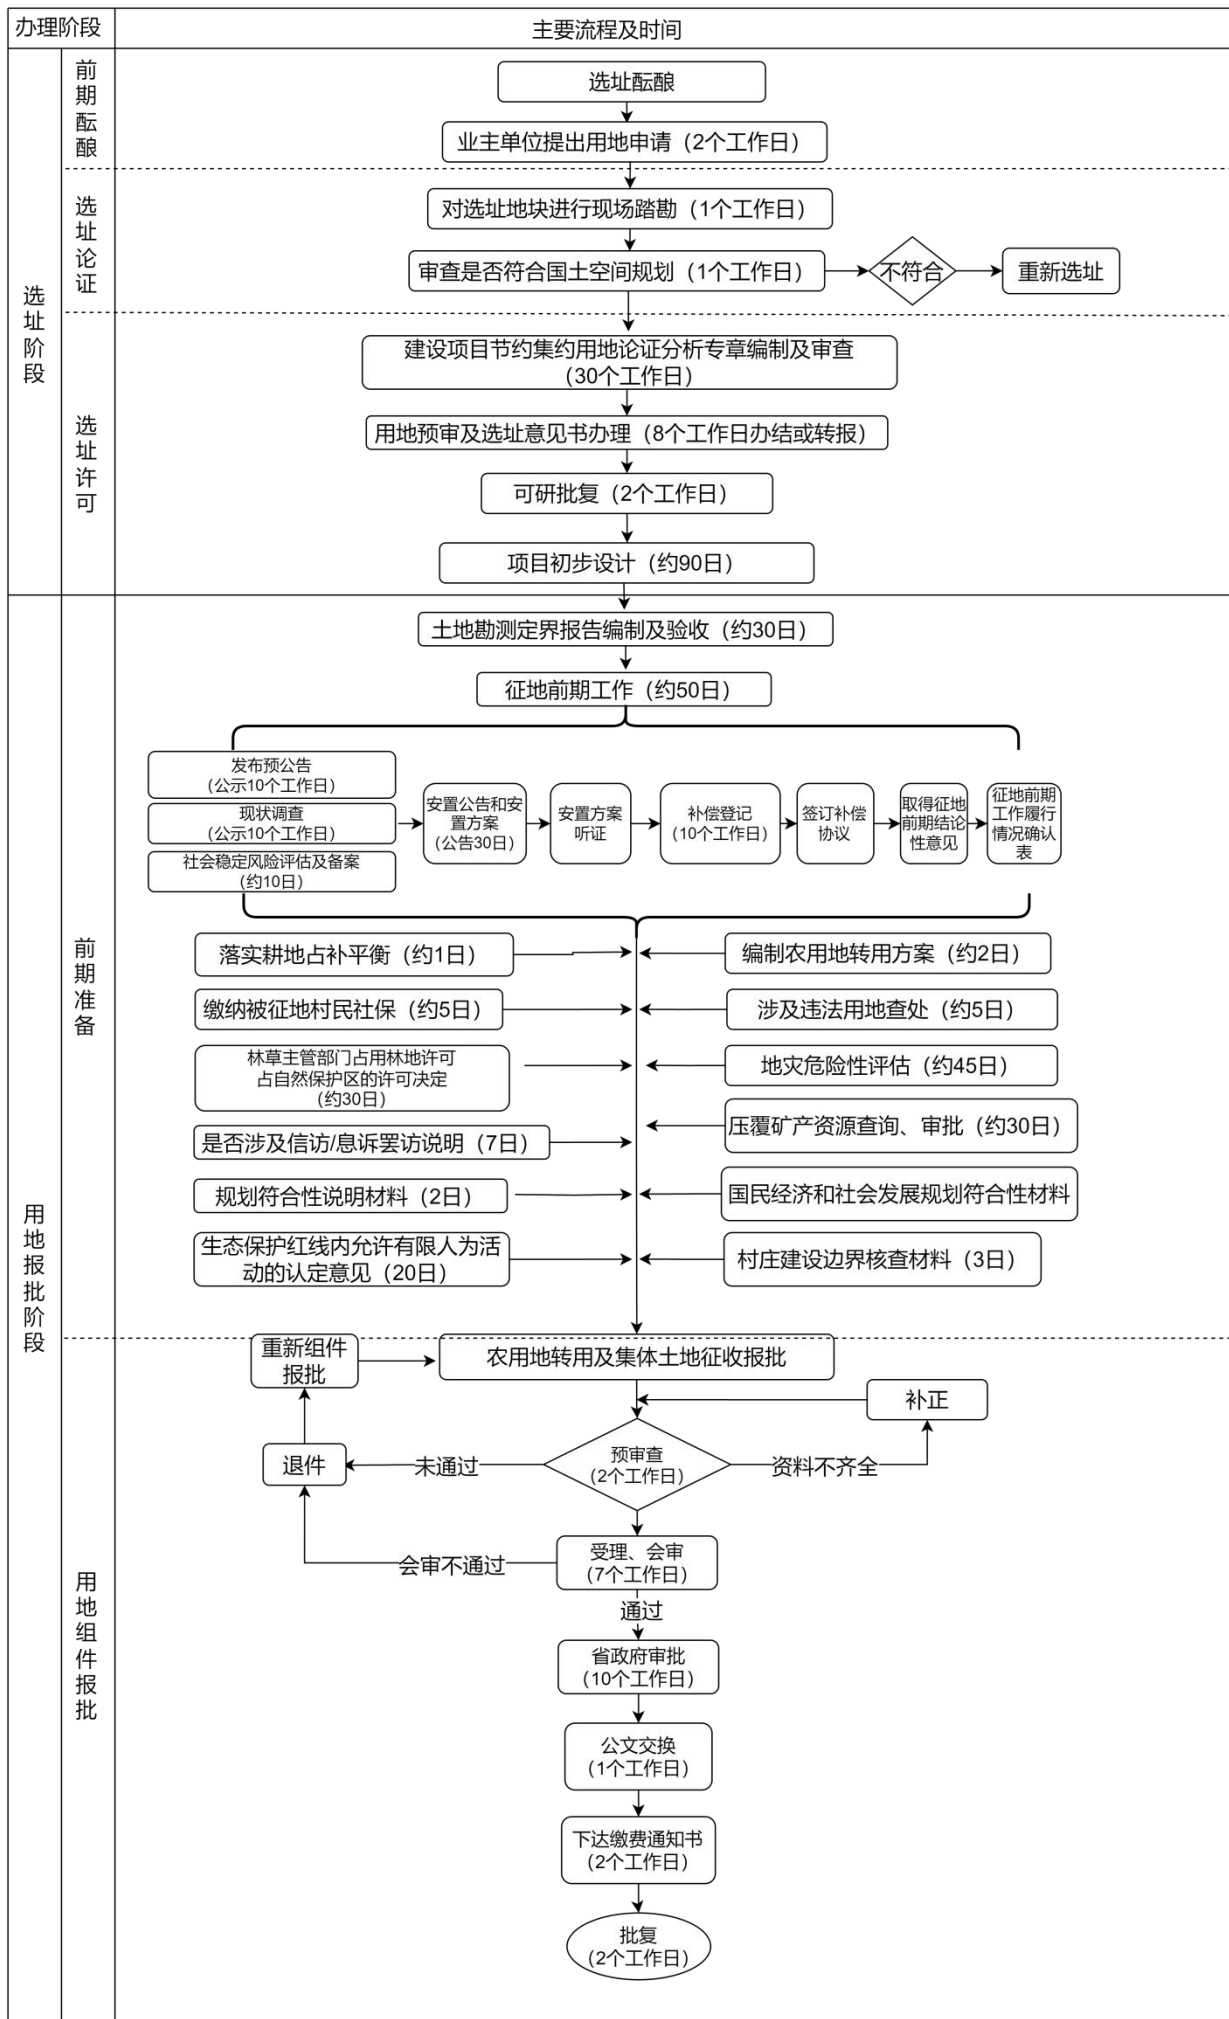 办理阶段
主要流程及时间
选址阶段
前期酝酿
选址酝酿
业主单位提出用地申请（2个工作日）
选址论证
对选址地块进行现场踏勘（1个工作日）
审查是否符合国土空间规划（1个工作日）
不符合
重新选址
选址许可
建设项目节约集约用地论证分析专章编制及审查
（30个工作日）
用地预审及选址意见书办理（8个工作日办结或转报）
可研批复（2个工作日）
项目初步设计（约90日）
用地报批阶段
前期准备
土地勘测定界报告编制及验收（约30日）
征地前期工作（约50日）
发布预公告
（公示10个工作日）
现状调查
（公示10个工作日）
社会稳定风险评估及备案
（约10日）
安置公告和安
置方案
（公告30日）
安置方案
听证
补偿登记
（10个工作日）
签订补偿
协议
取得征地
前期结论
性意见
征地前期
工作履行
情况确认
表
落实耕地占补平衡（约1日）
编制农用地转用方案（约2日）
缴纳被征地村民社保（约5日）
涉及违法用地查处（约5日）
林草主管部门占用林地许可
占自然保护区的许可决定
（约30日）
地灾危险性评估（约45日）
压覆矿产资源查询、审批（约30日）
是否涉及信访/息诉罢访说明（7日）
规划符合性说明材料（2日）
国民经济和社会发展规划符合性材料
生态保护红线内允许有限人为活
动的认定意见（20日）
村庄建设边界核查材料（3日）
用地组件报批
重新组件
报批
农用地转用及集体土地征收报批
补正
预审查
（2个工作日）
退件
未通过
资料不齐全
受理、会审
（7个工作日）
会审不通过
通过
省政府审批
（10个工作日）
公文交换
（1个工作日）
下达缴费通知书
（2个工作日）
批复
（2个工作日）